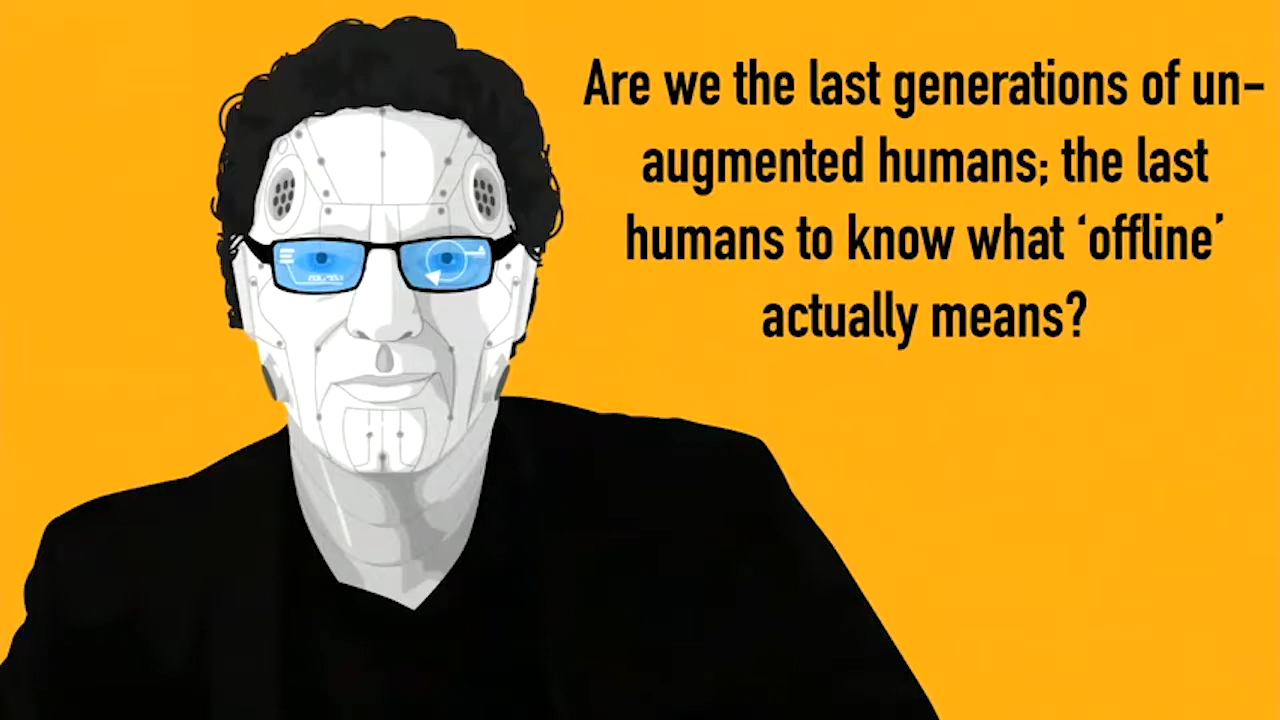 Are we the last generations of un-
augmented humans; the last
humans to know what ‘offline’
actually means?